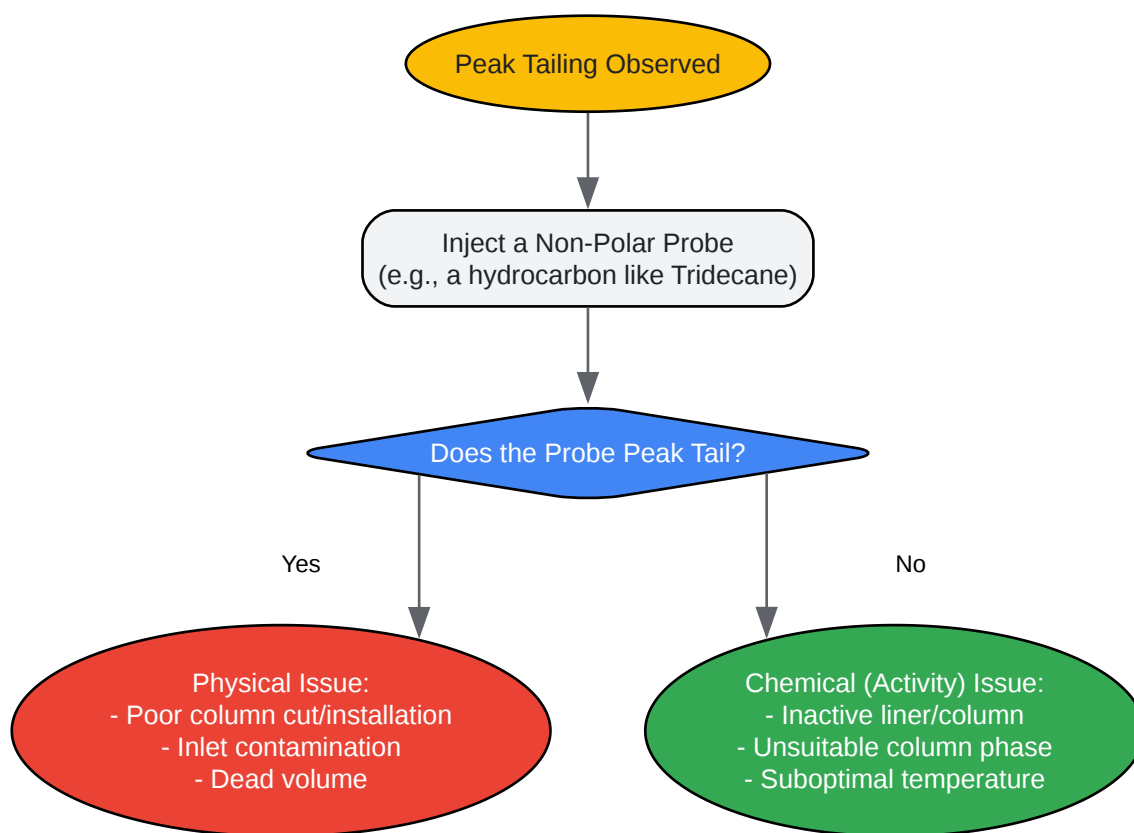 Peak Tailing Observed
Inject a Non-Polar Probe
(e.g., a hydrocarbon like Tridecane)
Does the Probe Peak Tail?
Yes
No
Physical Issue:
- Poor column cut/installation
- Inlet contamination
- Dead volume
Chemical (Activity) Issue:
- Inactive liner/column
- Unsuitable column phase
- Suboptimal temperature